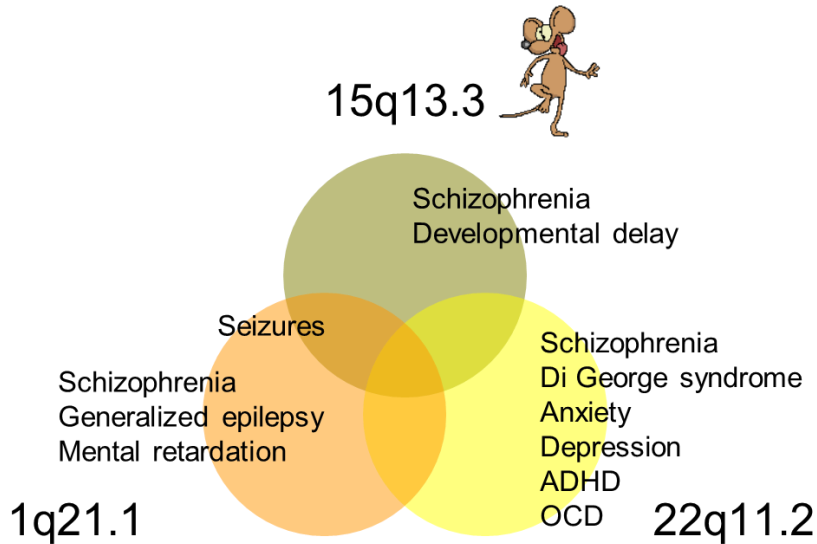 15q13.3
Schizophrenia
Developmental delay
Seizures
Schizophrenia
Generalized epilepsy
Mental retardation
Schizophrenia
Di George syndrome
Anxiety
Depression
ADHD
OCD
1q21.1
22q11.2